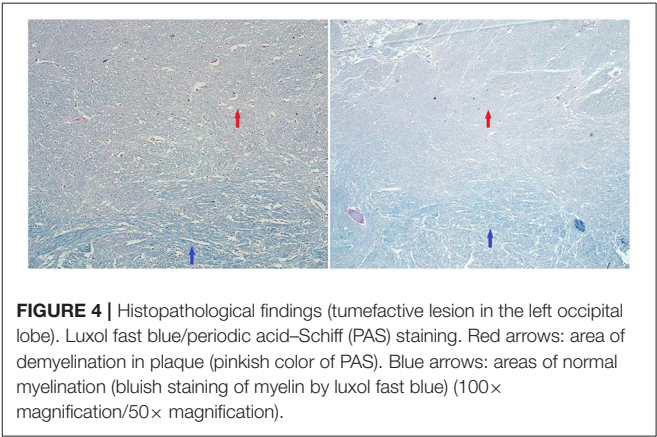 FIGURE 4 | Histopathological findings (tumefactive lesion in the left occipital
lobe). Luxol fast blue/periodic acid–Schiff (PAS) staining. Red arrows: area of
demyelination in plaque (pinkish color of PAS). Blue arrows: areas of normal
myelination (bluish staining of myelin by luxol fast blue) (100×
magnification/50× magnification).